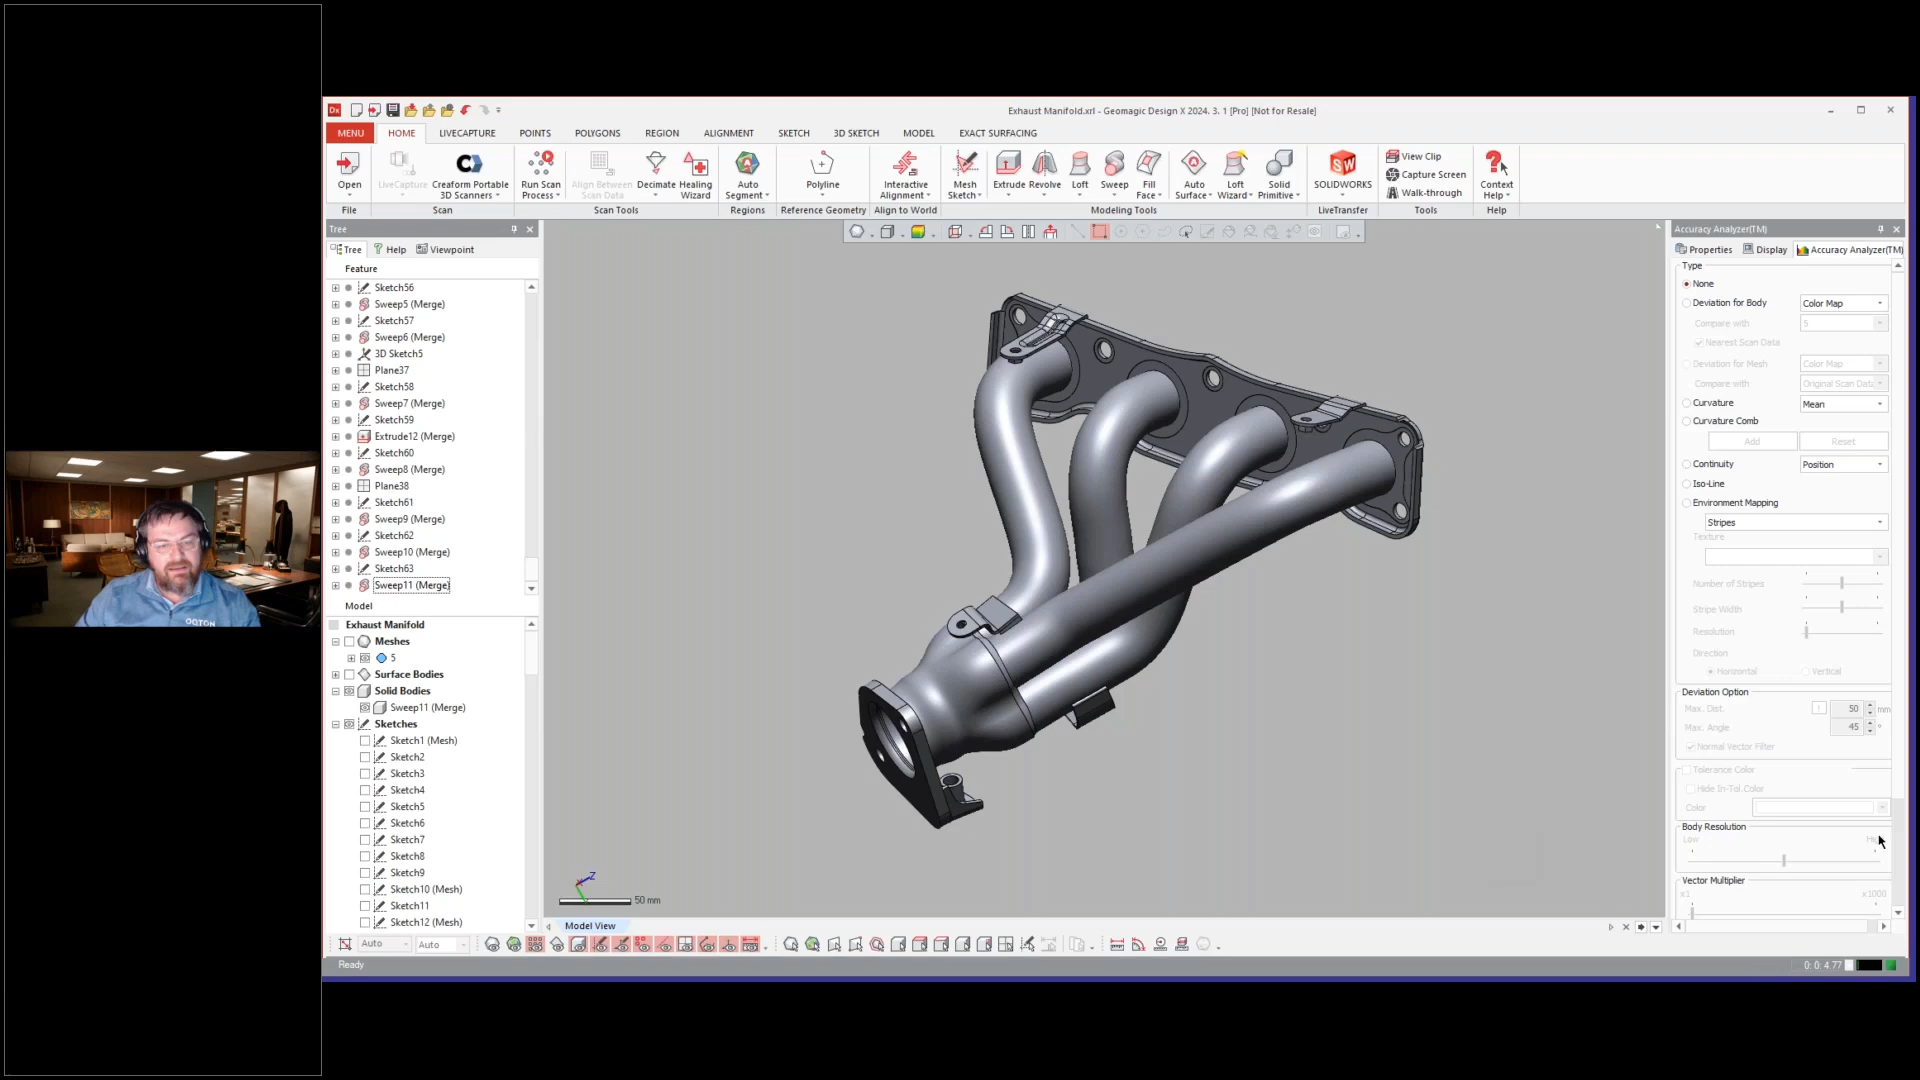 Dx
Exhaust Manifold.xrl - Geomagic Design X 2024. 3. 1 [Pro] [Not for Resale]
MENU HOME LIVECAPTURE POINTS POLYGONS REGION ALIGNMENT SKETCH 3D SKETCH MODEL EXACT SURFACING
Open
LiveCapture
Creaform Portable
3D Scanners
Run Scan
Process
Align Between
Scan Data
Decimate
Healing
Wizard
Auto
Segment
Polyline
Interactive
Alignment
Mesh
Sketch
Extrude
Revolve
Loft
Sweep
Fill
Face
Auto
Surface
Loft
Wizard
Solid
Primitive
SW
SOLIDWORKS
View Clip
Capture Screen
Walk-through
Context
Help
File Scan Scan Tools Regions Reference Geometry Align to World Modeling Tools LiveTransfer Tools Help
Tree
Tree Help Viewpoint
Feature
Sketch56
Sweep5 (Merge)
Sketch57
Sweep6 (Merge)
3D Sketch5
Plane37
Sketch58
Sweep7 (Merge)
Sketch59
Extrude12 (Merge)
Sketch60
Sweep8 (Merge)
Plane38
Sketch61
Sweep9 (Merge)
Sketch62
Sweep10 (Merge)
Sketch63
Sweep11 (Merge)
Model
Exhaust Manifold
Meshes
5
Surface Bodies
Solid Bodies
Sweep11 (Merge)
Sketches
Sketch1 (Mesh)
Sketch2
Sketch3
Sketch4
Sketch5
Sketch6
Sketch7
Sketch8
Sketch9
Sketch10 (Mesh)
Sketch11
Sketch12 (Mesh)
OQTON
Z
50 mm
Model View
Auto Auto
Ready
0: 0: 4.77
Accuracy Analyzer(TM)
Properties Display Accuracy Analyzer(TM)
Type
None
Deviation for Body Color Map
Compare with 5
Nearest Scan Data
Deviation for Mesh Color Map
Compare with Original Scan Data
Curvature Mean
Curvature Comb
Add Reset
Continuity Position
Iso-Line
Environment Mapping
Stripes
Texture
Number of Stripes
Stripe Width
Resolution
Direction
Horizontal Vertical
Deviation Option
Max. Dist. ! 50 mm
Max. Angle 45 °
Normal Vector Filter
Tolerance Color
Hide In-Tol. Color
Color
Body Resolution
Low
Vector Multiplier
x1 x1000